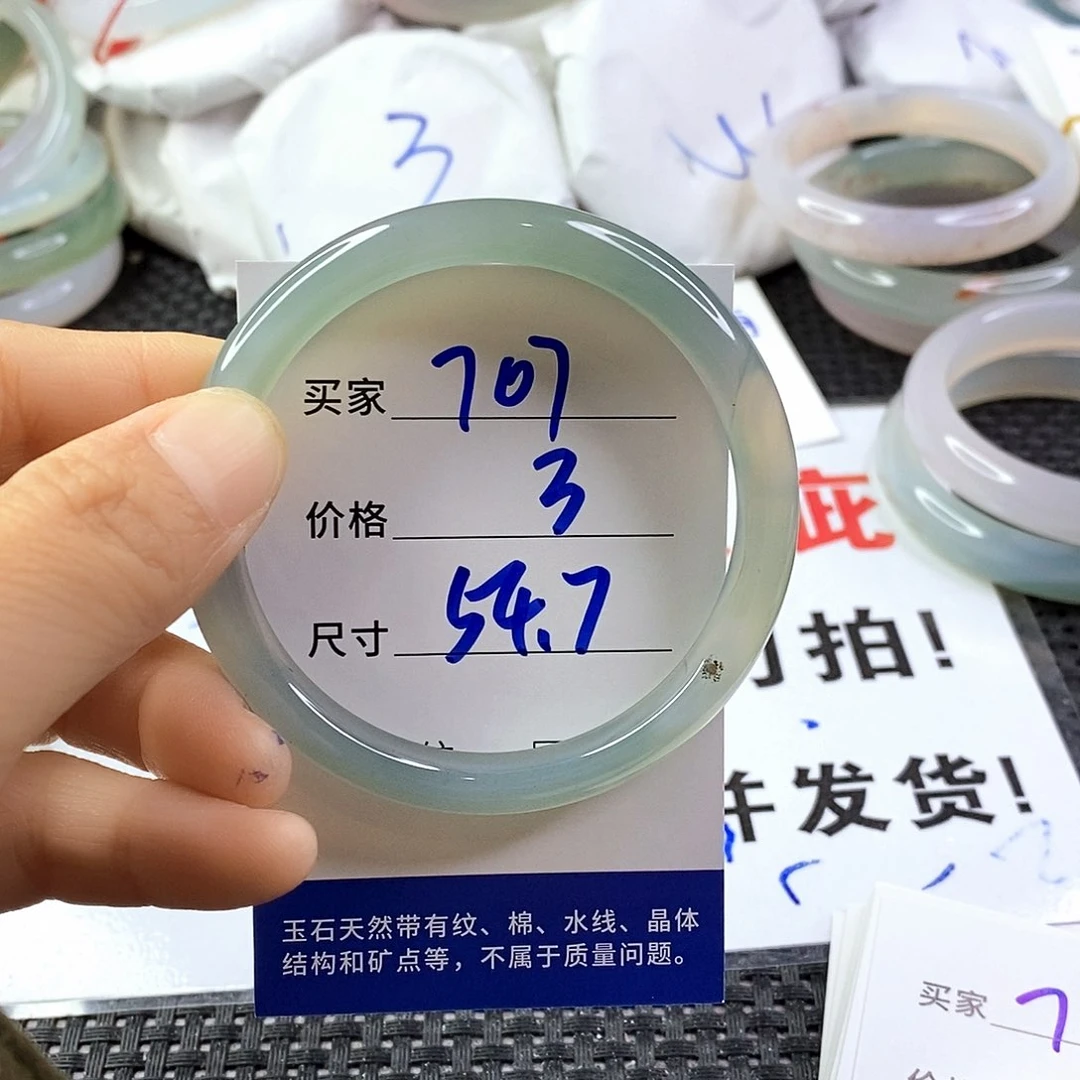 3
买家 707
价格 3
尺寸 54.7
疵
拍!
并发货!
玉石天然带有纹、棉、水线、晶体
结构和矿点等，不属于质量问题。
买家 7